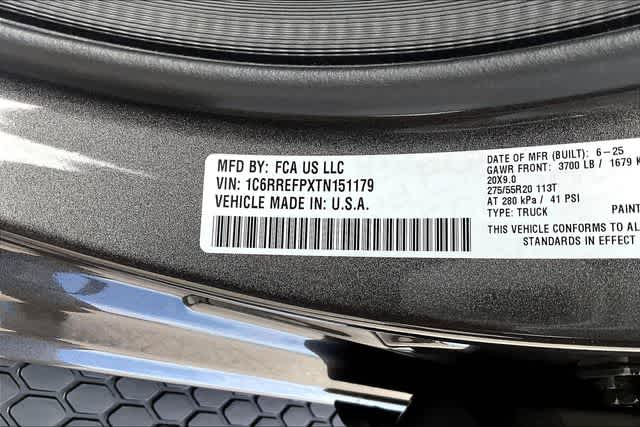 MFD BY: FCA US LLC
VIN: 1C6RREFPXTN151179
VEHICLE MADE IN: U.S.A.
DATE OF MFR (BUILT): 6-25
GAWR FRONT: 3700 LB / 1679 K
20X9.0
275/55R20 113T
AT 280 kPa / 41 PSI
TYPE: TRUCK
PAINT
THIS VEHICLE CONFORMS TO AL
STANDARDS IN EFFECT